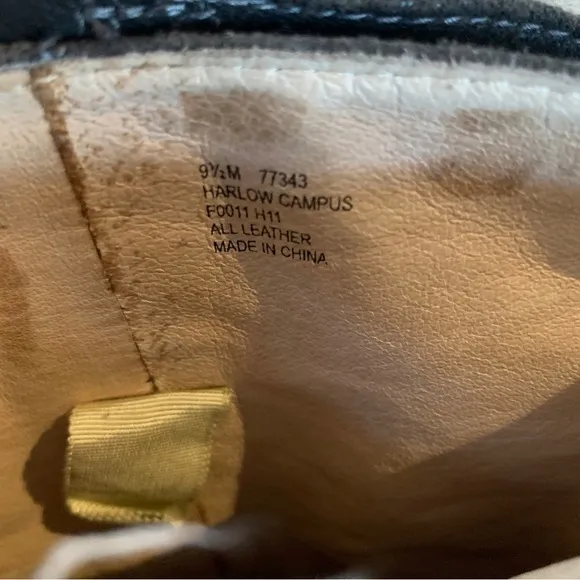 9½M 77343
HARLOW CAMPUS
F0011 H11
ALL LEATHER
MADE IN CHINA